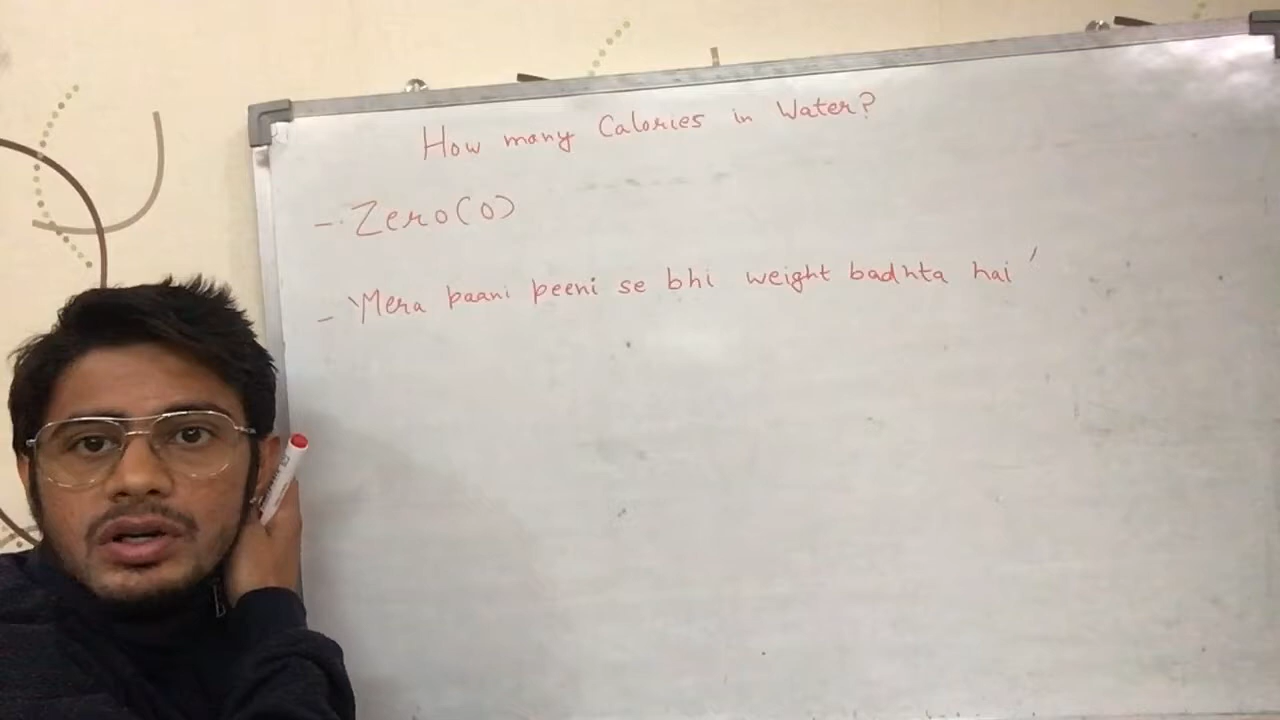 How many Calories in Water?
- Zero(0)
- 'Mera paani peeni se bhi weight badhta hai'